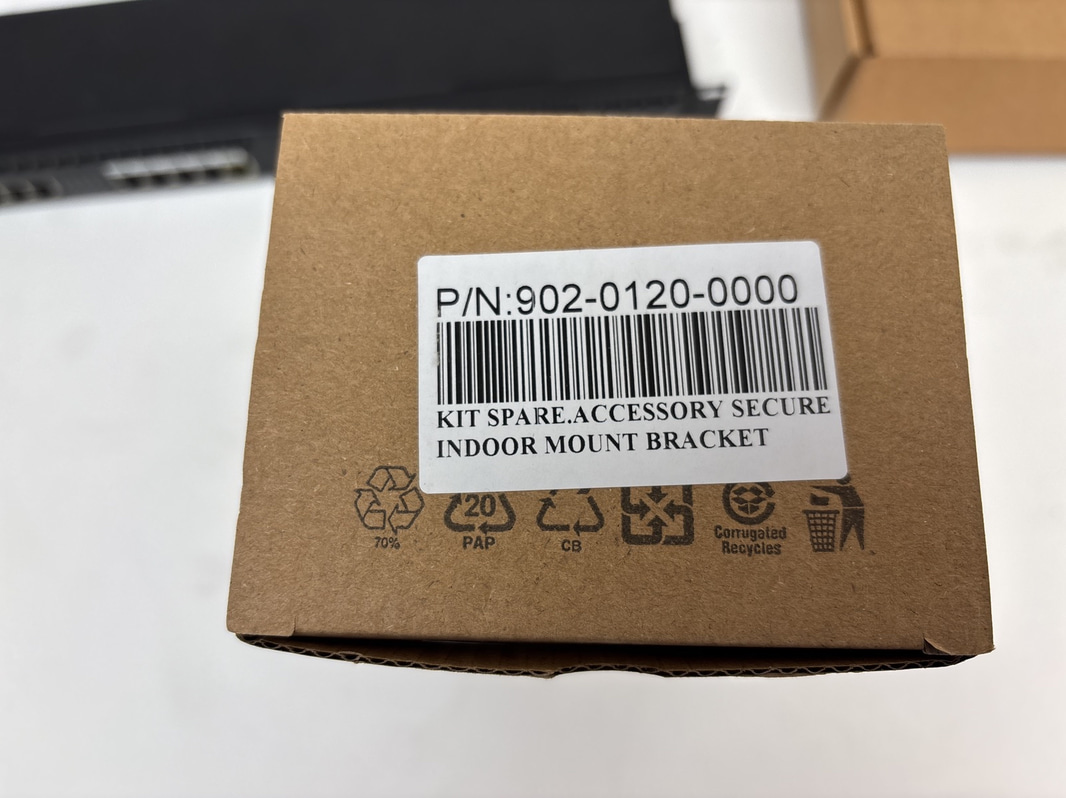 P/N:902-0120-0000
KIT SPARE.ACCESSORY SECURE
INDOOR MOUNT BRACKET
70%
20
PAP
CB
Corrugated
Recycles